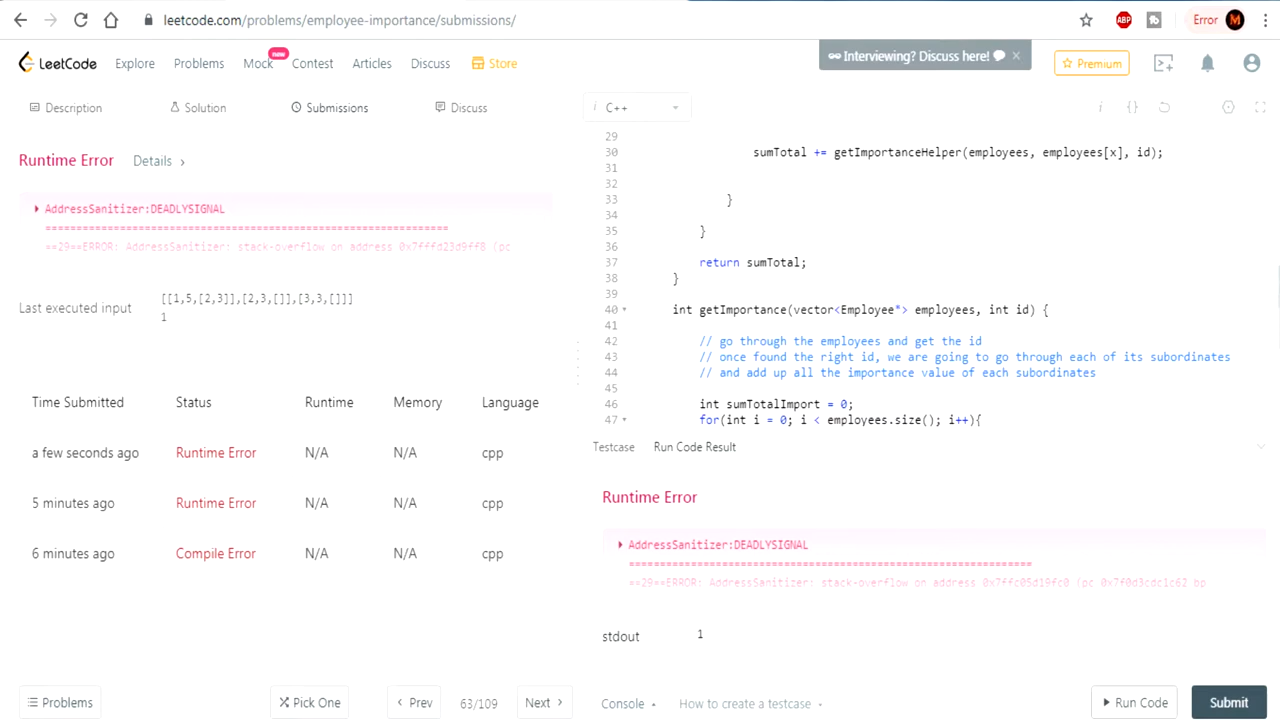 leetcode.com/problems/employee-importance/submissions/
ABP
Error
M
LeetCode
Explore
Problems
Mock
new
Contest
Articles
Discuss
Store
Interviewing? Discuss here!
Premium
Description
Solution
Submissions
Discuss
i C++
Runtime Error
Details
AddressSanitizer:DEADLYSIGNAL
=================================================================
==29==ERROR: AddressSanitizer: stack-overflow on address 0x7fffd23d9ff8 (pc
Last executed input
[[1,5,[2,3]],[2,3,[]],[3,3,[]]]
1
Time Submitted Status Runtime Memory Language
a few seconds ago Runtime Error N/A N/A cpp
5 minutes ago Runtime Error N/A N/A cpp
6 minutes ago Compile Error N/A N/A cpp
29
30 sumTotal += getImportanceHelper(employees, employees[x], id);
31
32
33 }
34
35 }
36
37 return sumTotal;
38 }
39
40 int getImportance(vector<Employee*> employees, int id) {
41
42 // go through the employees and get the id
43 // once found the right id, we are going to go through each of its subordinates
44 // and add up all the importance value of each subordinates
45
46 int sumTotalImport = 0;
47 for(int i = 0; i < employees.size(); i++){
Testcase
Run Code Result
Runtime Error
AddressSanitizer:DEADLYSIGNAL
=================================================================
==29==ERROR: AddressSanitizer: stack-overflow on address 0x7ffc05d19fc0 (pc 0x7f0d3cdc1c62 bp
stdout 1
Problems
Pick One
Prev
63/109
Next
Console
How to create a testcase
Run Code
Submit